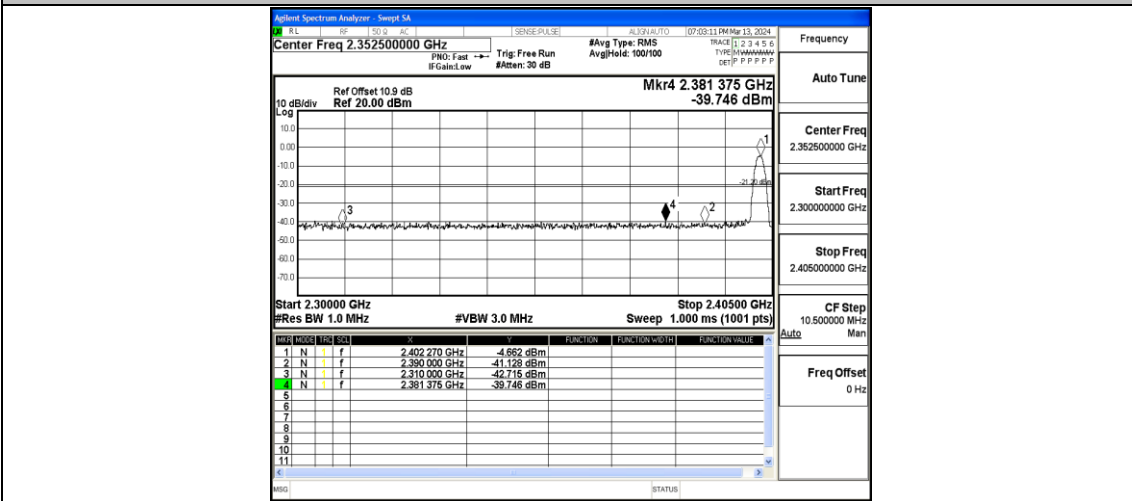 Agilent Spectrum Analyzer - Swept SA
RL RF 50 Ω AC SENSE:PULSE ALIGNAUTO 07:03:11 PM Mar 13, 2024
Center Freq 2.352500000 GHz
PNO: Fast
IFGain:Low
Trig: Free Run
#Atten: 30 dB
#Avg Type: RMS
Avg|Hold: 100/100
TRACE 1 2 3 4 5 6
TYPE M
DET P P P P P P
Mkr4 2.381 375 GHz
-39.746 dBm
Ref Offset 10.9 dB
10 dB/div Ref 20.00 dBm
Log
10.0
0.00
-10.0
-20.0
-30.0
-40.0
-50.0
-60.0
-70.0
1
-21.20 dBm
3
4
2
Start 2.30000 GHz Stop 2.40500 GHz
#Res BW 1.0 MHz #VBW 3.0 MHz Sweep 1.000 ms (1001 pts)
MKR MODE TRC SCL X Y FUNCTION FUNCTION WIDTH FUNCTION VALUE
1 N 1 f 2.402 270 GHz -4.662 dBm
2 N 1 f 2.390 000 GHz -41.128 dBm
3 N 1 f 2.310 000 GHz -42.715 dBm
4 N 1 f 2.381 375 GHz -39.746 dBm
5
6
7
8
9
10
11
MSG STATUS
Frequency
Auto Tune
Center Freq
2.352500000 GHz
Start Freq
2.300000000 GHz
Stop Freq
2.405000000 GHz
CF Step
10.500000 MHz
Auto Man
Freq Offset
0 Hz